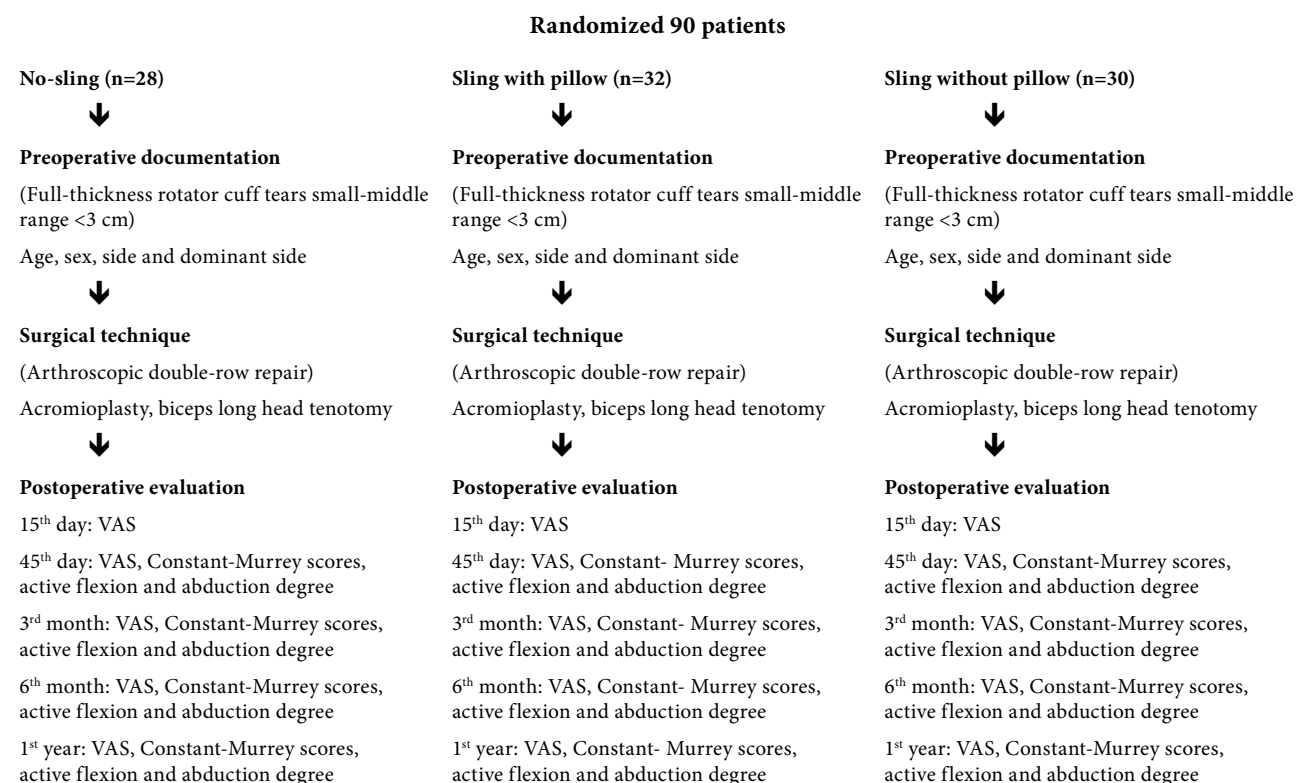 Randomized 90 patients
No-sling (n=28)
Preoperative documentation
(Full-thickness rotator cuff tears small-middle
range <3 cm)
Age, sex, side and dominant side
Surgical technique
(Arthroscopic double-row repair)
Acromioplasty, biceps long head tenotomy
Postoperative evaluation
15th day: VAS
45th day: VAS, Constant-Murrey scores,
active flexion and abduction degree
3rd month: VAS, Constant-Murrey scores,
active flexion and abduction degree
6th month: VAS, Constant-Murrey scores,
active flexion and abduction degree
1st year: VAS, Constant-Murrey scores,
active flexion and abduction degree
Sling with pillow (n=32)
Preoperative documentation
(Full-thickness rotator cuff tears small-middle
range <3 cm)
Age, sex, side and dominant side
Surgical technique
(Arthroscopic double-row repair)
Acromioplasty, biceps long head tenotomy
Postoperative evaluation
15th day: VAS
45th day: VAS, Constant- Murrey scores,
active flexion and abduction degree
3rd month: VAS, Constant- Murrey scores,
active flexion and abduction degree
6th month: VAS, Constant- Murrey scores,
active flexion and abduction degree
1st year: VAS, Constant- Murrey scores,
active flexion and abduction degree
Sling without pillow (n=30)
Preoperative documentation
(Full-thickness rotator cuff tears small-middle
range <3 cm)
Age, sex, side and dominant side
Surgical technique
(Arthroscopic double-row repair)
Acromioplasty, biceps long head tenotomy
Postoperative evaluation
15th day: VAS
45th day: VAS, Constant-Murrey scores,
active flexion and abduction degree
3rd month: VAS, Constant-Murrey scores,
active flexion and abduction degree
6th month: VAS, Constant-Murrey scores,
active flexion and abduction degree
1st year: VAS, Constant-Murrey scores,
active flexion and abduction degree